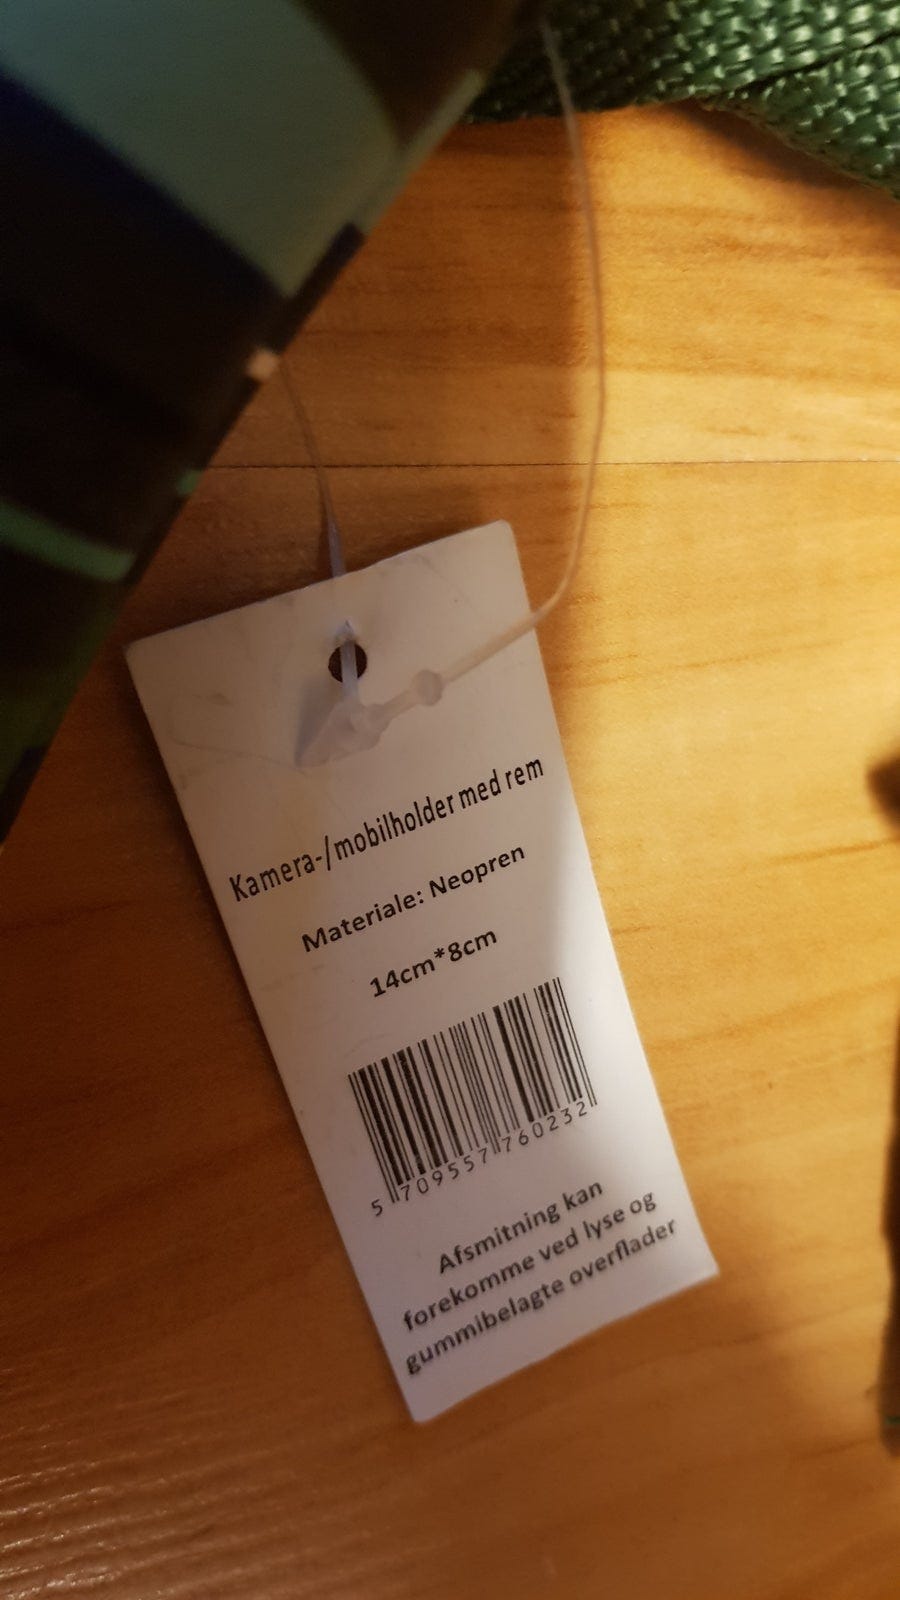 Kamera-/mobilholder med rem
Materiale: Neopren
14cm*8cm
5 709557 760232
Afsmitning kan
forekomme ved lyse og
gummibelagte overflader